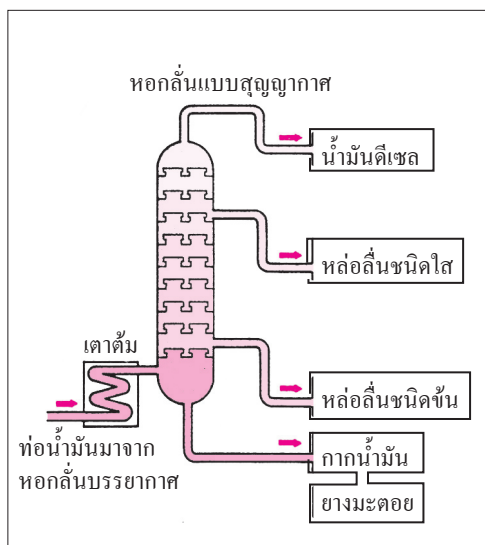 หอกลั่นแบบสุญญากาศ
น้ำมันดีเซล
หล่อลื่นชนิดใส
เตาต้ม
หล่อลื่นชนิดข้น
ท่อน้ำมันมาจาก
หอกลั่นบรรยากาศ
กากน้ำมัน
ยางมะตอย